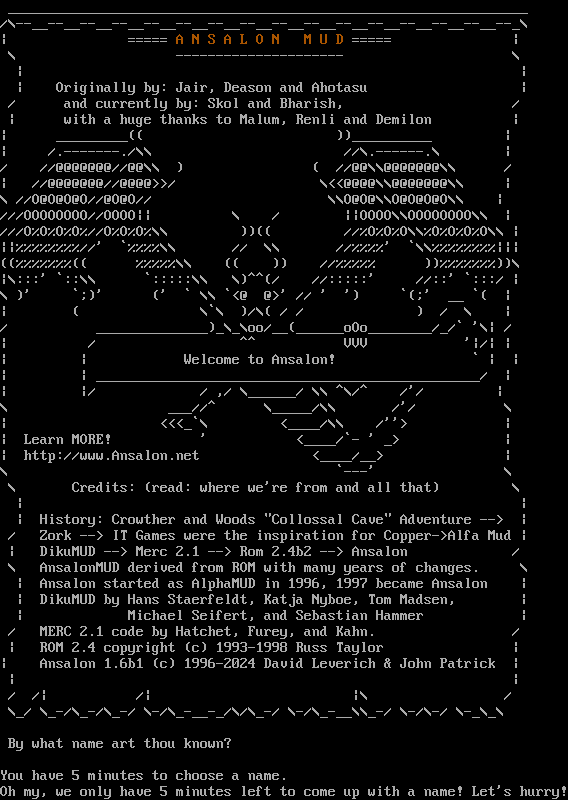 ===== A N S A L O N  M U D =====
Originally by: Jair, Deason and Ahotasu
and currently by: Skol and Bharish,
with a huge thanks to Malum, Renli and Demilon
Welcome to Ansalon!
Learn MORE!
http://www.Ansalon.net
Credits: (read: where we're from and all that)
History: Crowther and Woods "Collossal Cave" Adventure -->
Zork --> IT Games were the inspiration for Copper->Alfa Mud
DikuMUD --> Merc 2.1 --> Rom 2.4b2 --> Ansalon
AnsalonMUD derived from ROM with many years of changes.
Ansalon started as AlphaMUD in 1996, 1997 became Ansalon
DikuMUD by Hans Staerfeldt, Katja Nyboe, Tom Madsen,
Michael Seifert, and Sebastian Hammer
MERC 2.1 code by Hatchet, Furey, and Kahn.
ROM 2.4 copyright (c) 1993-1998 Russ Taylor
Ansalon 1.6b1 (c) 1996-2024 David Leverich & John Patrick
By what name art thou known?
You have 5 minutes to choose a name.
Oh my, we only have 5 minutes left to come up with a name! Let's hurry!